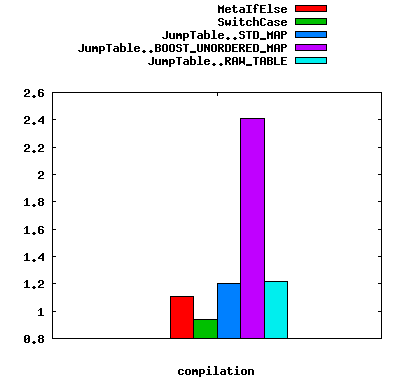 MetaIfElse
SwitchCase
JumpTable..STD_MAP
JumpTable..BOOST_UNORDERED_MAP
JumpTable..RAW_TABLE
2.6
2.4
2.2
2
1.8
1.6
1.4
1.2
1
0.8
compilation